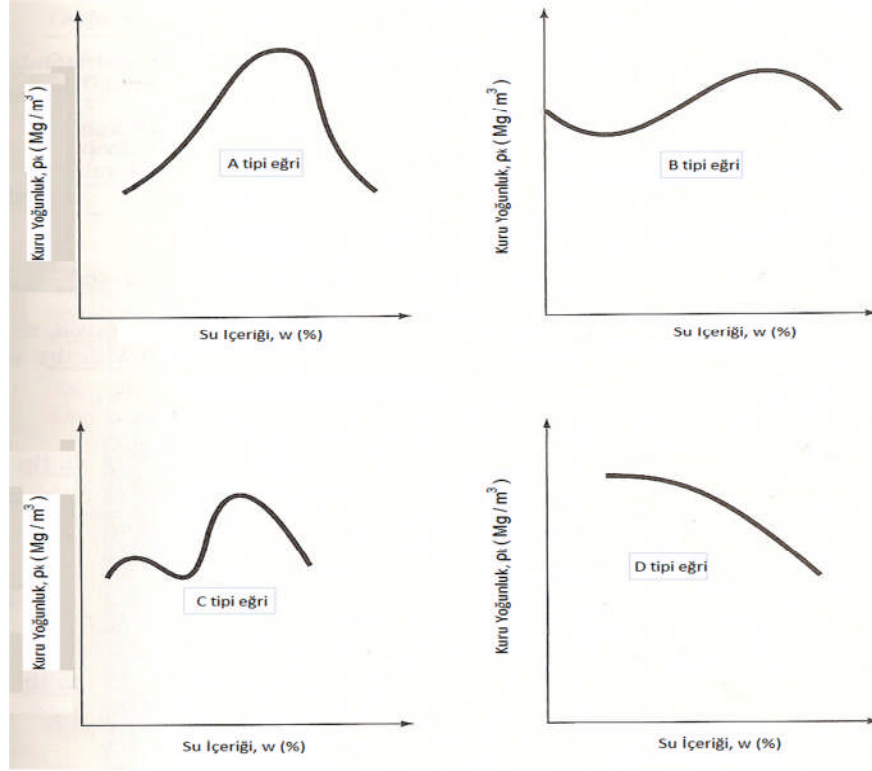 Kuru Yoğunluk, ρk ( Mg / m³ )
A tipi eğri
Su Içeriği, w (%)
Kuru Yoğunluk, ρk ( Mg / m³ )
B tipi eğri
Su Içeriği, w (%)
Kuru Yoğunluk, ρk ( Mg / m³ )
C tipi eğri
Su İçeriği, w (%)
Kuru Yoğunluk, ρk ( Mg / m³ )
D tipi eğri
Su İçeriği, w (%)